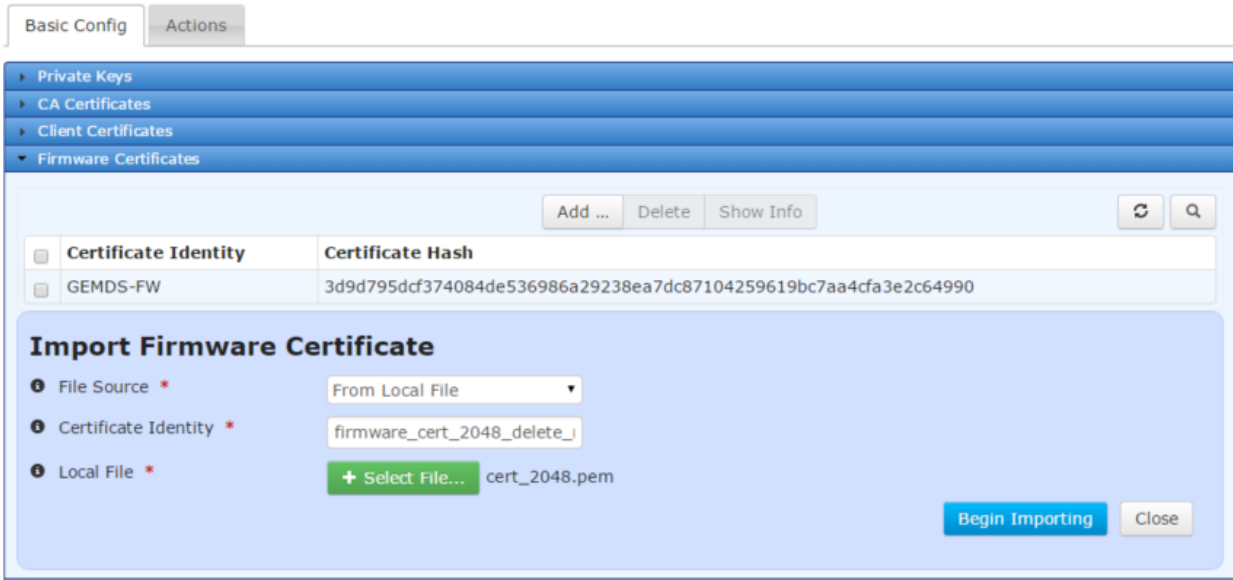 Basic Config Actions
Private Keys
CA Certificates
Client Certificates
Firmware Certificates
Add ... Delete Show Info
Certificate Identity Certificate Hash
GEMDS-FW 3d9d795dcf374084de536986a29238ea7dc87104259619bc7aa4cfa3e2c64990
Import Firmware Certificate
File Source * From Local File
Certificate Identity * firmware_cert_2048_delete_
Local File * + Select File... cert_2048.pem
Begin Importing Close